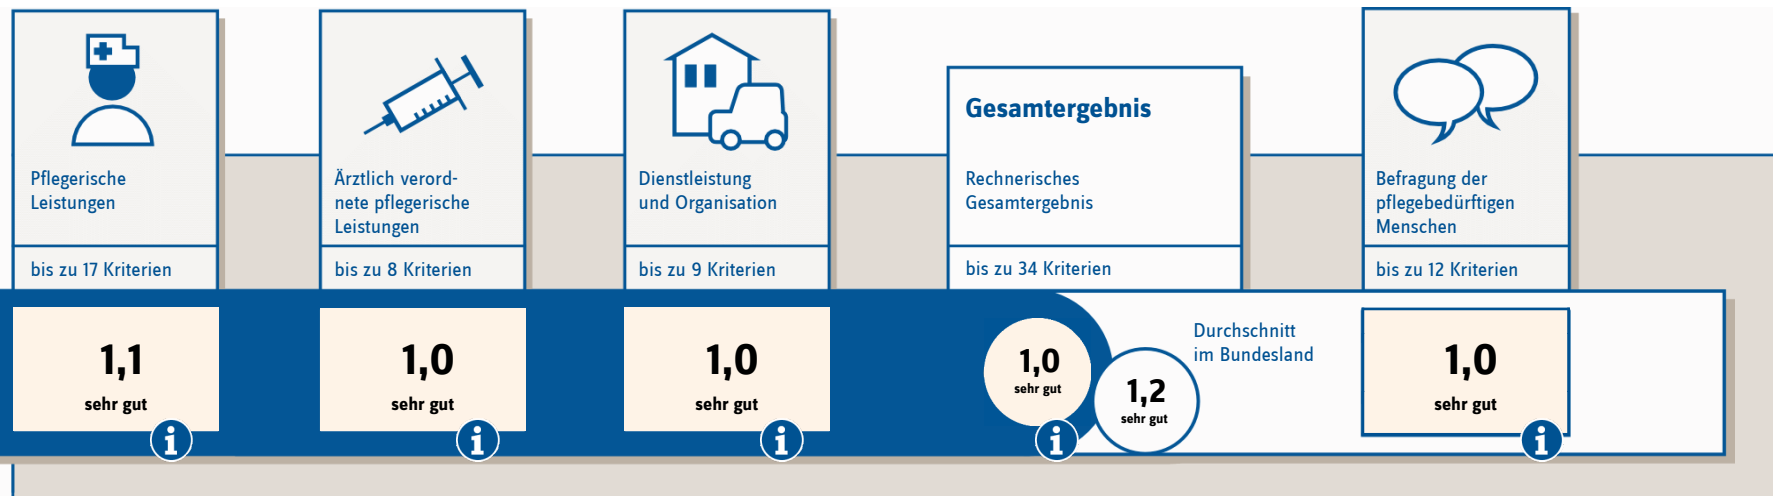 Pflegerische
Leistungen
bis zu 17 Kriterien
1,1
sehr gut
Ärztlich verord-
nete pflegerische
Leistungen
bis zu 8 Kriterien
1,0
sehr gut
Dienstleistung
und Organisation
bis zu 9 Kriterien
1,0
sehr gut
Gesamtergebnis
Rechnerisches
Gesamtergebnis
bis zu 34 Kriterien
1,0
sehr gut
1,2
sehr gut
Durchschnitt
im Bundesland
Befragung der
pflegebedürftigen
Menschen
bis zu 12 Kriterien
1,0
sehr gut